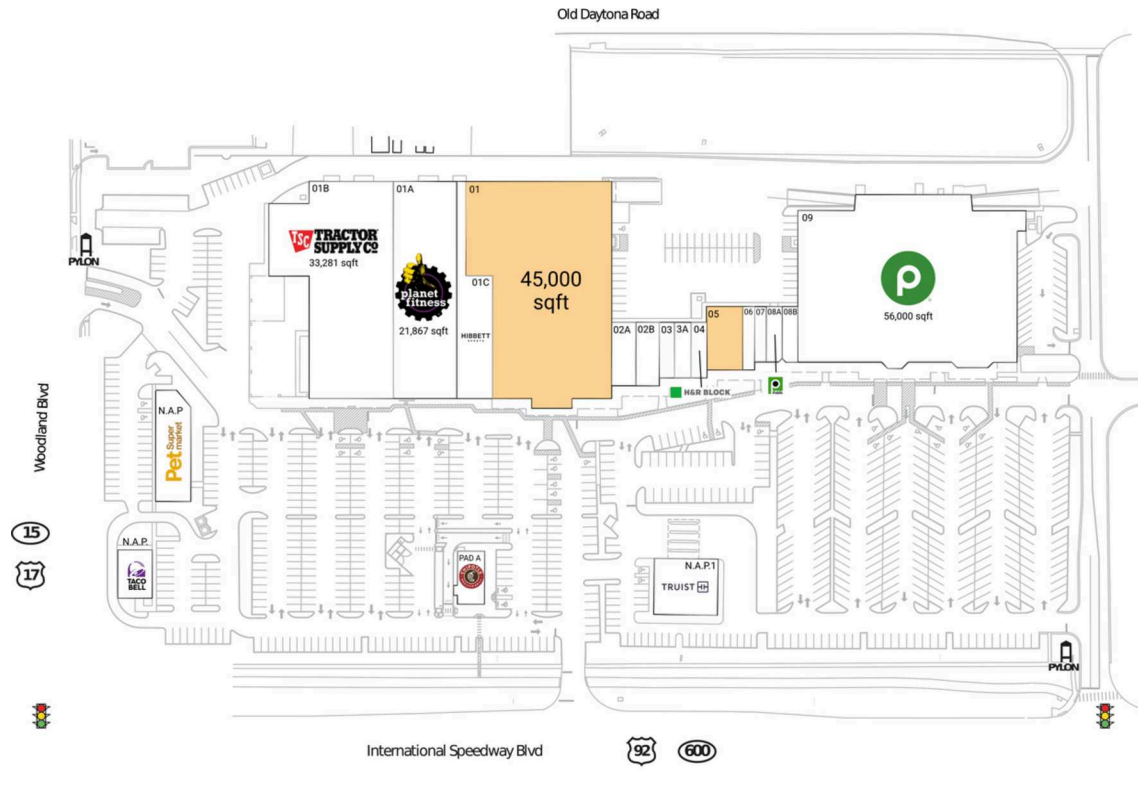 Old Daytona Road
01B
01A
01
TSC TRACTOR
SUPPLY CO
33,281 sqft
planet
fitness
21,867 sqft
01C
HIBBETT
45,000
sqft
09
p
56,000 sqft
PYLON
02A
02B
03
3A
04
05
06
07
08A
08B
H&R BLOCK
Woodland Blvd
N.A.P
Pet Super
market
N.A.P.
TACO
BELL
15
17
PAD A
N.A.P.1
TRUIST
PYLON
International Speedway Blvd
92
600